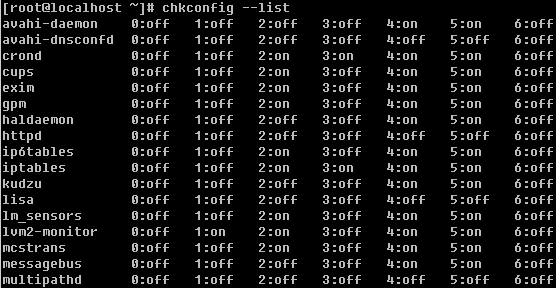 [root@localhost ~]# chkconfig --list
avahi-daemon 0:off 1:off 2:off 3:off 4:on 5:on 6:off
avahi-dnsconfd 0:off 1:off 2:off 3:off 4:off 5:off 6:off
crond 0:off 1:off 2:on 3:on 4:on 5:on 6:off
cups 0:off 1:off 2:on 3:off 4:on 5:on 6:off
exim 0:off 1:off 2:on 3:off 4:on 5:on 6:off
gpm 0:off 1:off 2:on 3:off 4:on 5:on 6:off
haldaemon 0:off 1:off 2:off 3:off 4:on 5:on 6:off
httpd 0:off 1:off 2:off 3:off 4:off 5:off 6:off
ip6tables 0:off 1:off 2:on 3:off 4:on 5:on 6:off
iptables 0:off 1:off 2:on 3:on 4:on 5:on 6:off
kudzu 0:off 1:off 2:off 3:off 4:on 5:on 6:off
lisa 0:off 1:off 2:off 3:off 4:off 5:off 6:off
lm_sensors 0:off 1:off 2:on 3:off 4:on 5:on 6:off
lvm2-monitor 0:off 1:on 2:on 3:off 4:on 5:on 6:off
mcstrans 0:off 1:off 2:on 3:off 4:on 5:on 6:off
messagebus 0:off 1:off 2:off 3:off 4:on 5:on 6:off
multipathd 0:off 1:off 2:off 3:off 4:off 5:off 6:off